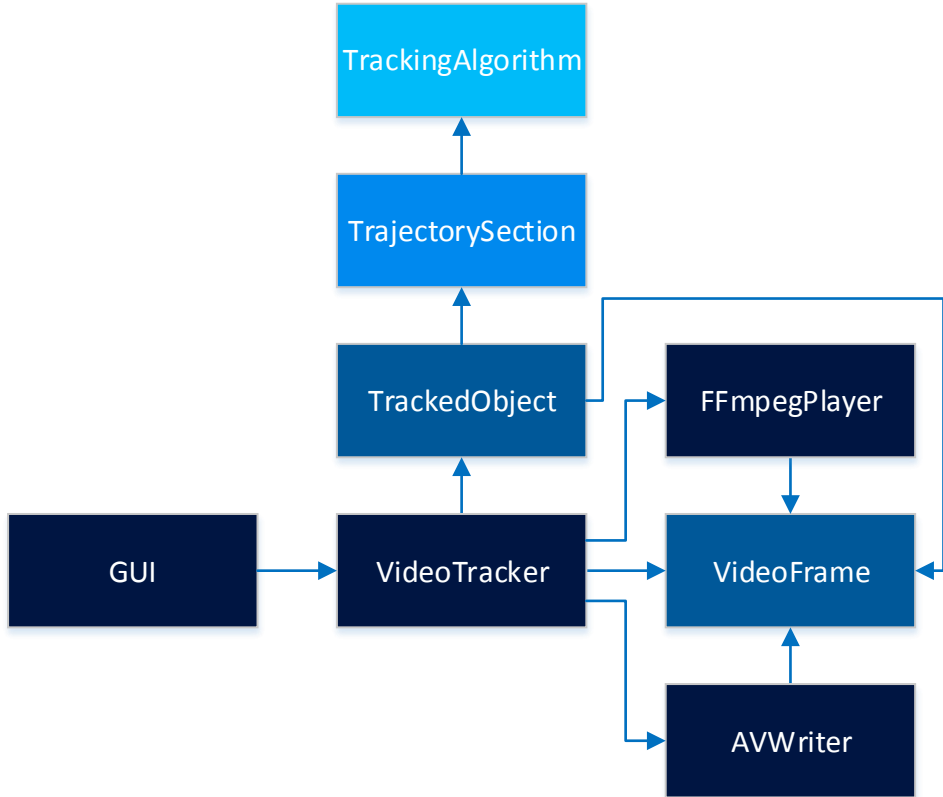 TrackingAlgorithm
TrajectorySection
TrackedObject
FFmpegPlayer
GUI
VideoTracker
VideoFrame
AVWriter